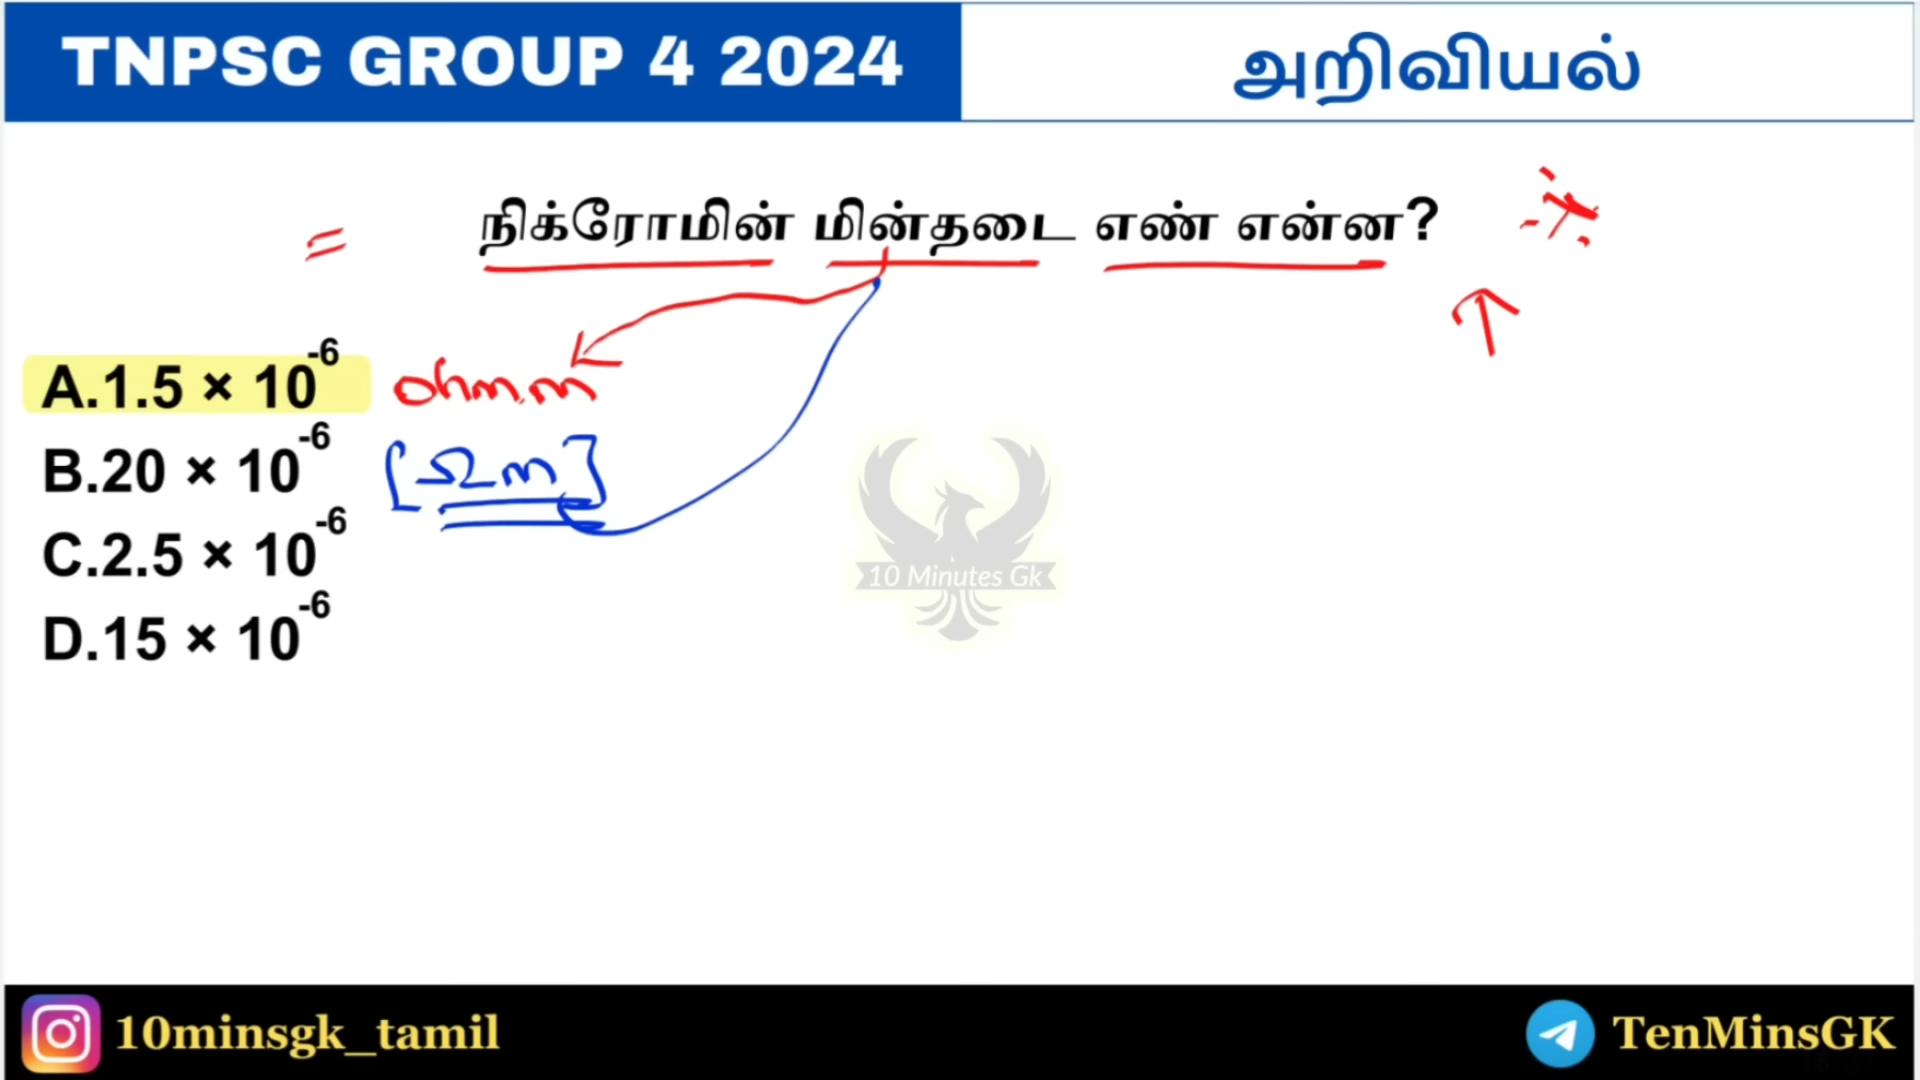 TNPSC GROUP 4 2024
அறிவியல்
= நிக்ரோமின் மின்தடை எண் என்ன?
A.1.5 × 10-6 ohm.m
B.20 × 10-6 [Ωm]
C.2.5 × 10-6
D.15 × 10-6
10 Minutes Gk
10minsgk_tamil
TenMinsGK